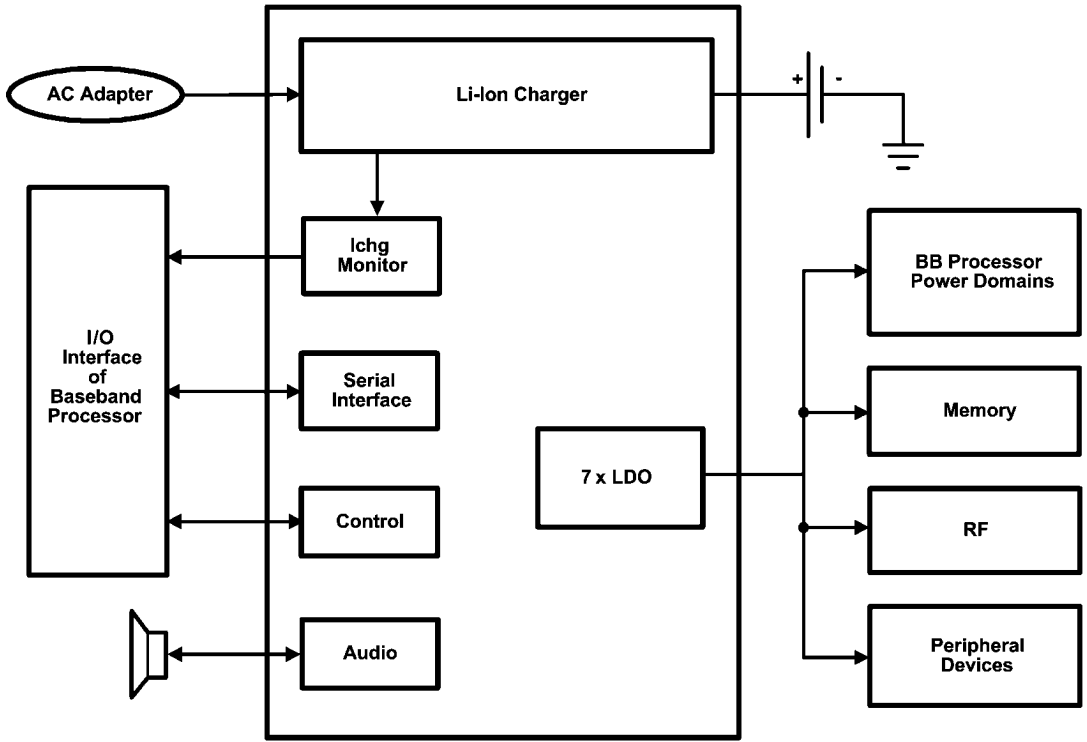 AC Adapter
Li-Ion Charger
+ -
Ichg
Monitor
I/O
Interface
of
Baseband
Processor
Serial
Interface
Control
Audio
7 x LDO
BB Processor
Power Domains
Memory
RF
Peripheral
Devices